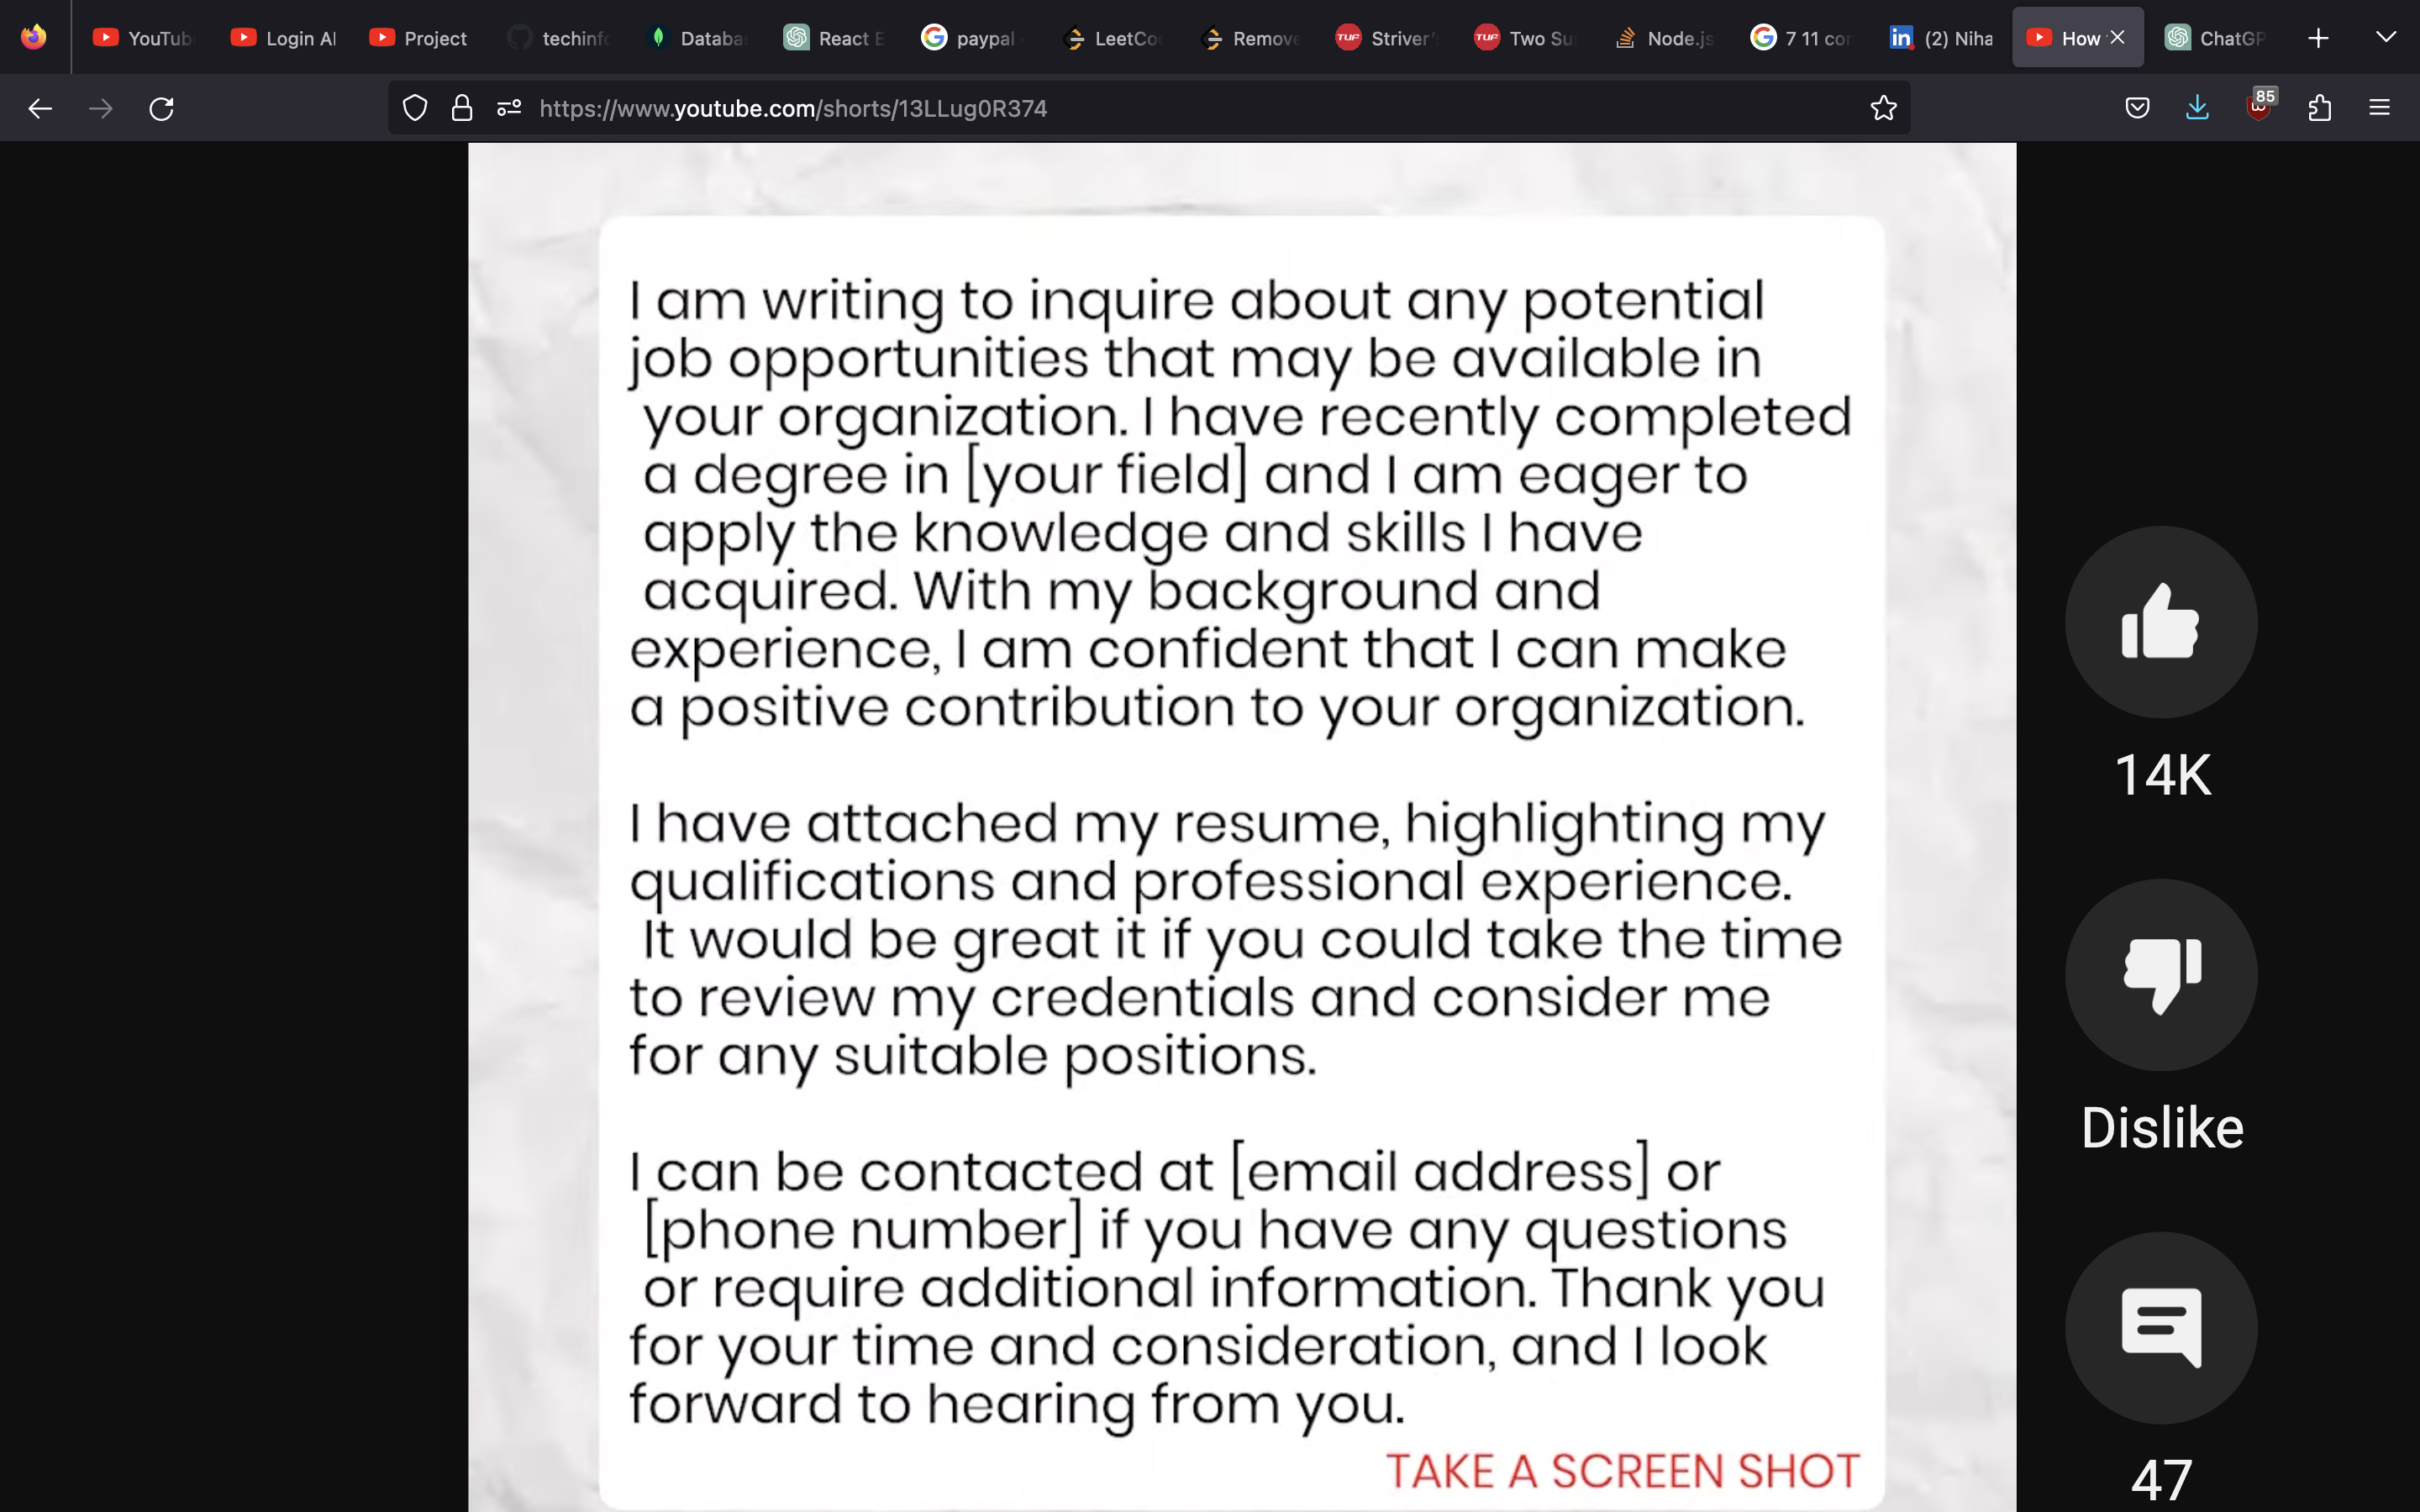 YouTub
Login AI
Project
techinfo
Databa
React E
paypal
LeetCo
Remove
TUF
Striver'
TUF
Two Su
Node.js
7 11 cor
in
(2) Niha
How
ChatGP
https://www.youtube.com/shorts/13LLug0R374
85
I am writing to inquire about any potential
job opportunities that may be available in
your organization. I have recently completed
a degree in [your field] and I am eager to
apply the knowledge and skills I have
acquired. With my background and
experience, I am confident that I can make
a positive contribution to your organization.
I have attached my resume, highlighting my
qualifications and professional experience.
It would be great it if you could take the time
to review my credentials and consider me
for any suitable positions.
I can be contacted at [email address] or
[phone number] if you have any questions
or require additional information. Thank you
for your time and consideration, and I look
forward to hearing from you.
TAKE A SCREEN SHOT
14K
Dislike
47